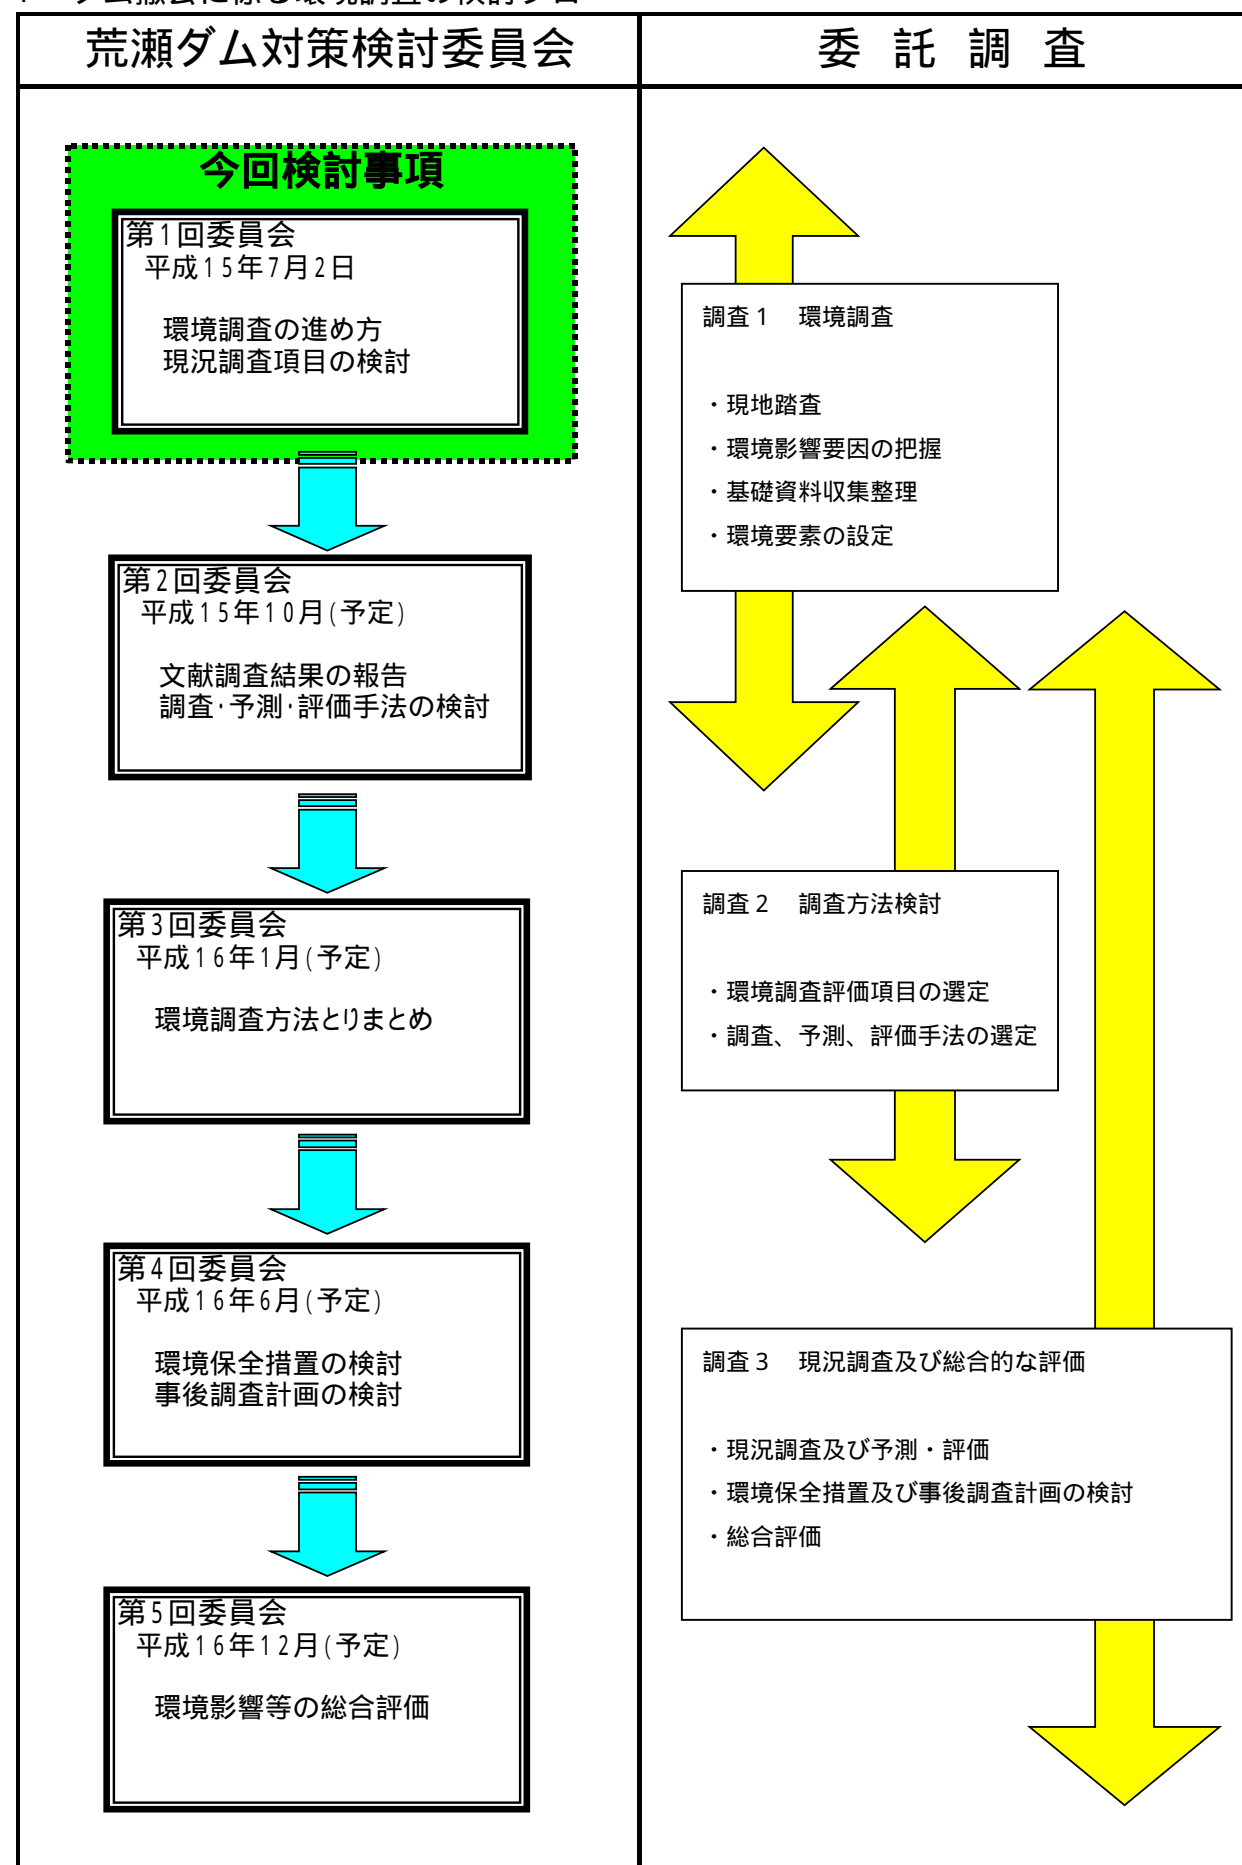 荒瀬ダム対策検討委員会
委 託 調 査
今回検討事項
第1回委員会
平成15年7月2日
環境調査の進め方
現況調査項目の検討
第2回委員会
平成15年10月(予定)
文献調査結果の報告
調査・予測・評価手法の検討
第3回委員会
平成16年1月(予定)
環境調査方法とりまとめ
第4回委員会
平成16年6月(予定)
環境保全措置の検討
事後調査計画の検討
第5回委員会
平成16年12月(予定)
環境影響等の総合評価
調査1 環境調査
・現地踏査
・環境影響要因の把握
・基礎資料収集整理
・環境要素の設定
調査2 調査方法検討
・環境調査評価項目の選定
・調査、予測、評価手法の選定
調査3 現況調査及び総合的な評価
・現況調査及び予測・評価
・環境保全措置及び事後調査計画の検討
・総合評価